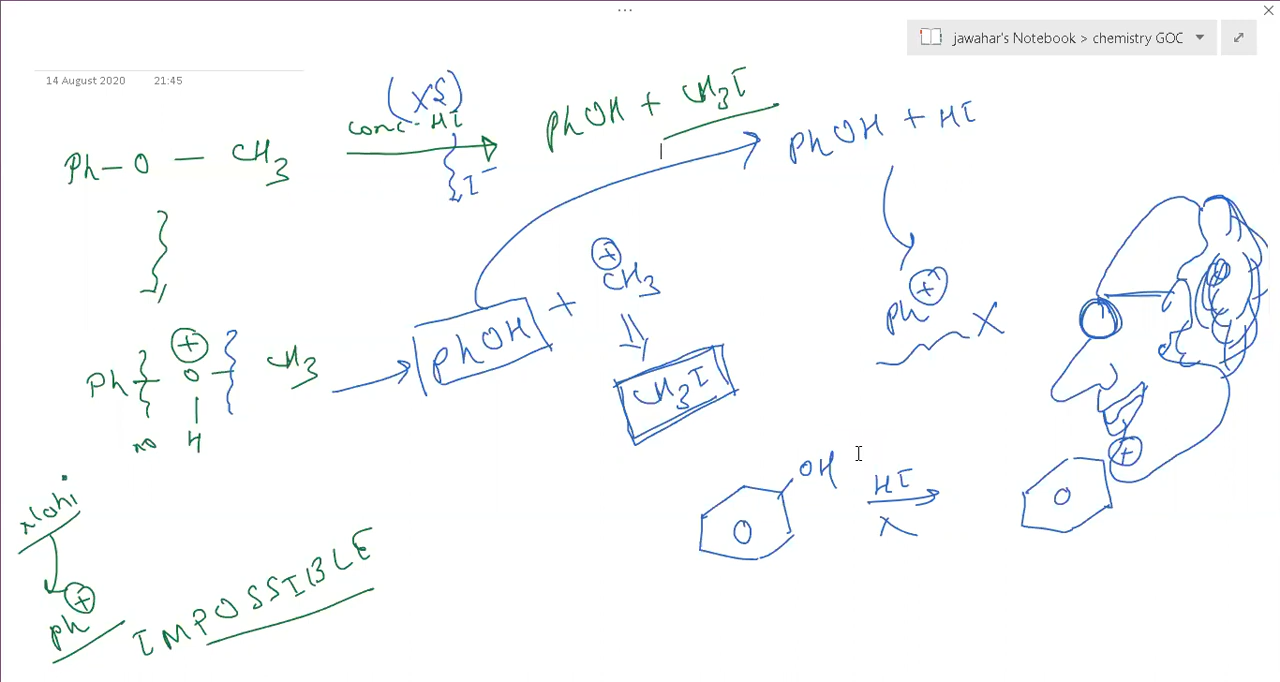 jawahar's Notebook > chemistry GOC
14 August 2020 21:45
(XS)
Ph–O–CH3 conc. HI PhOH + CH3I
I⁻
PhOH + HI
⊕
CH3
Ph⊕ X
Ph–O–CH3
⊕
H
no
PhOH +
CH3I
OH
HI
X
⊕
ph⊕
IMPOSSIBLE